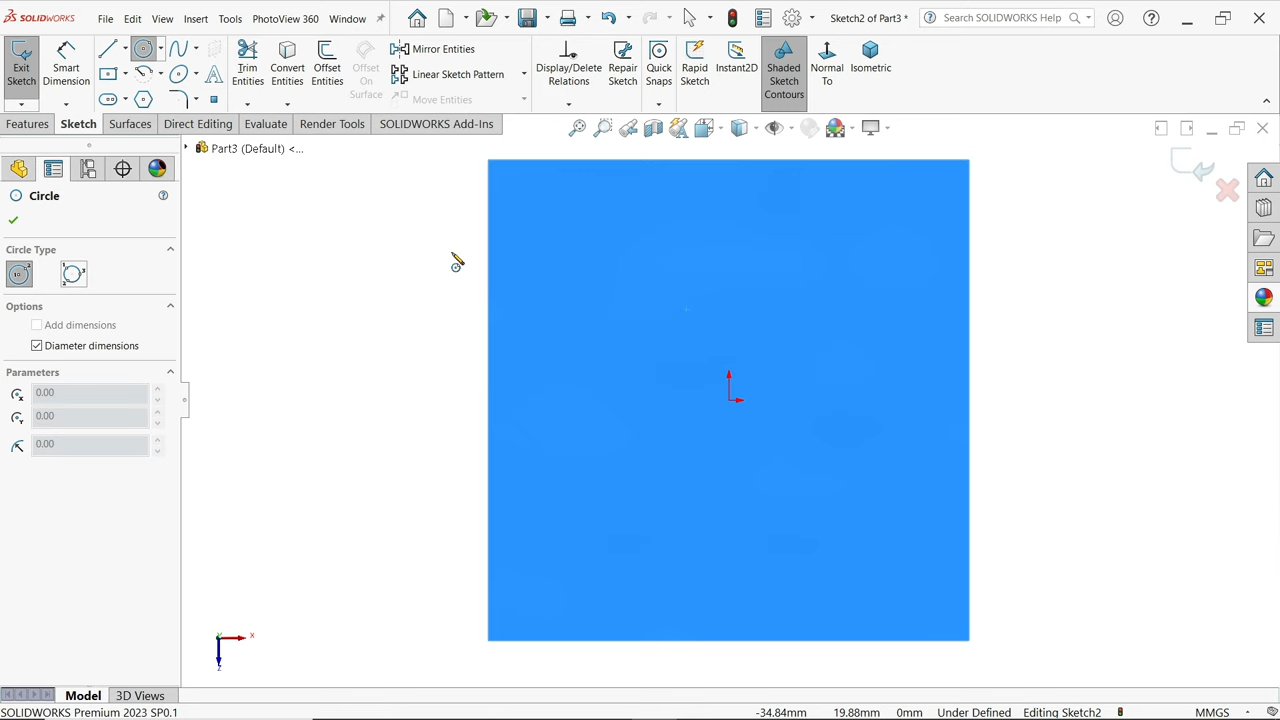 SOLIDWORKS File Edit View Insert Tools PhotoView 360 Window Sketch2 of Part3 * Search SOLIDWORKS Help
Exit Sketch
Smart Dimension
Trim Entities
Convert Entities
Offset Entities
Offset On Surface
Mirror Entities
Linear Sketch Pattern
Move Entities
Display/Delete Relations
Repair Sketch
Quick Snaps
Rapid Sketch
Instant2D
Shaded Sketch Contours
Normal To
Isometric
Features Sketch Surfaces Direct Editing Evaluate Render Tools SOLIDWORKS Add-Ins
Part3 (Default) <...
Circle
Circle Type
Options
Add dimensions
Diameter dimensions
Parameters
0.00
0.00
0.00
X
Z
Model 3D Views
SOLIDWORKS Premium 2023 SP0.1 -34.84mm 19.88mm 0mm Under Defined Editing Sketch2 MMGS